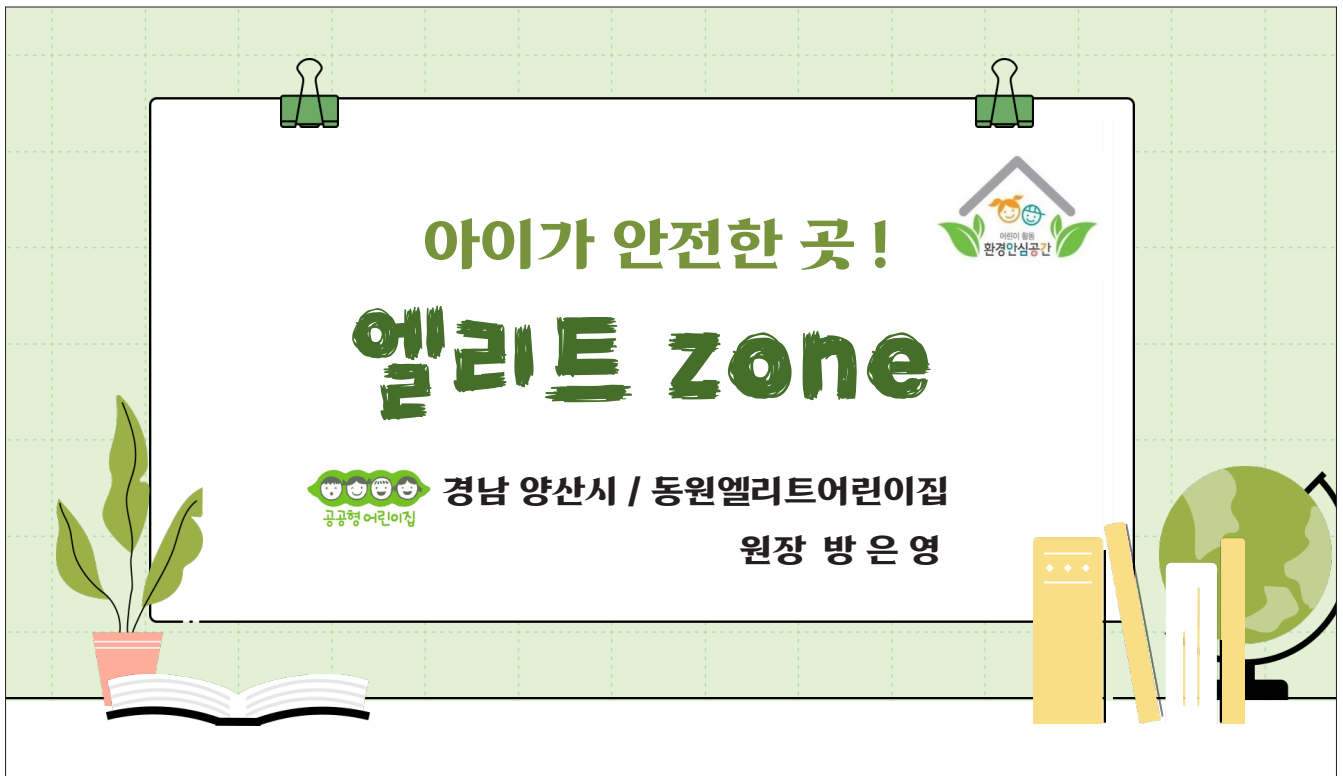 어린이 활동
환경안심공간
아이가 안전한 곳 !
엘리트 zone
공공형 어린이집
경남 양산시 / 동원엘리트어린이집
원장 방 은 영